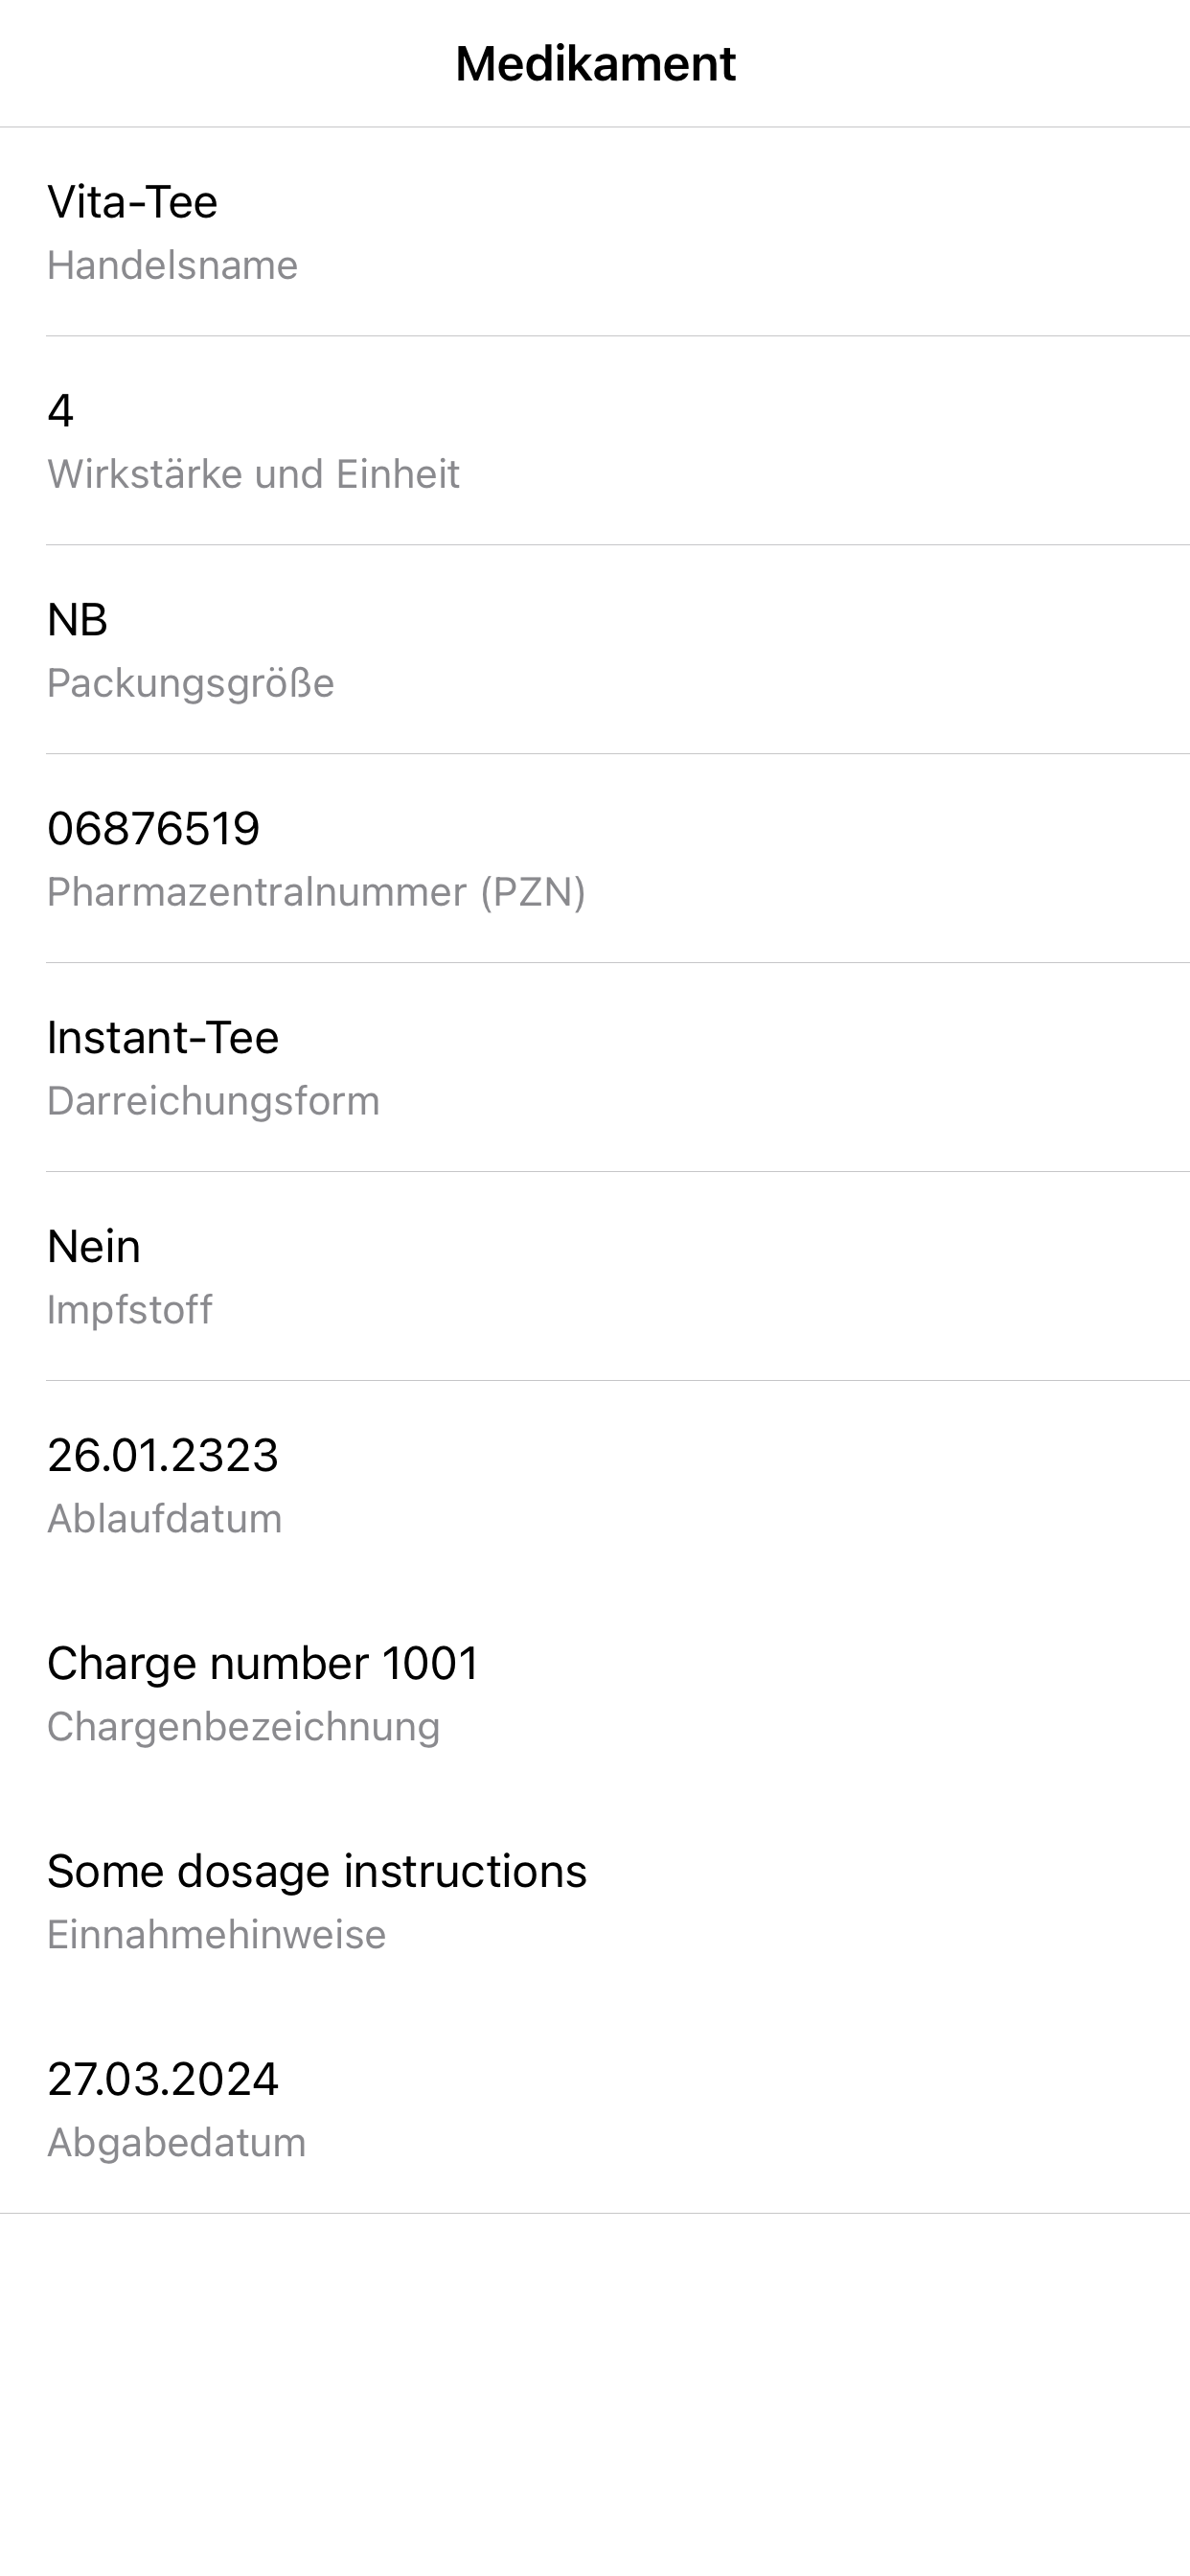 Medikament
Vita-Tee
Handelsname
4
Wirkstärke und Einheit
NB
Packungsgröße
06876519
Pharmazentralnummer (PZN)
Instant-Tee
Darreichungsform
Nein
Impfstoff
26.01.2323
Ablaufdatum
Charge number 1001
Chargenbezeichnung
Some dosage instructions
Einnahmehinweise
27.03.2024
Abgabedatum